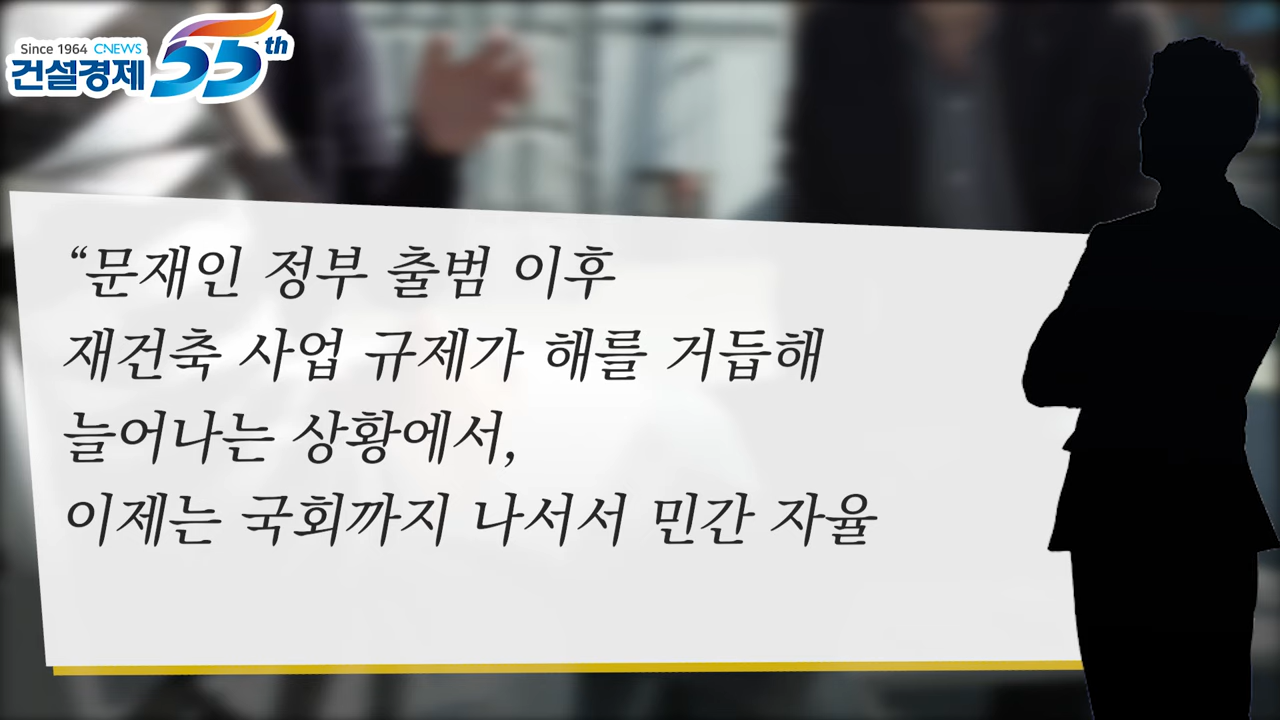 Since 1964 CNEWS
건설경제 55th
“문재인 정부 출범 이후
재건축 사업 규제가 해를 거듭해
늘어나는 상황에서,
이제는 국회까지 나서서 민간 자율